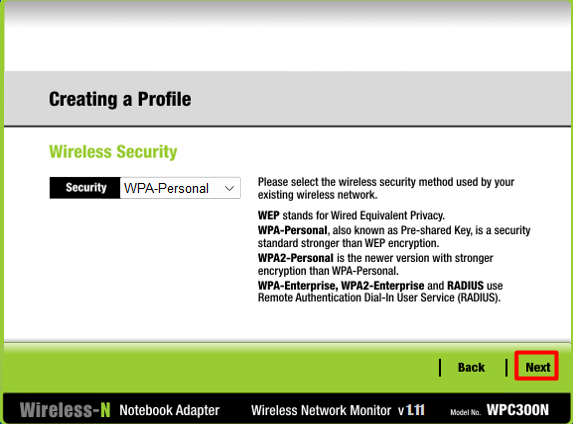 Creating a Profile
Wireless Security
Security WPA-Personal
Please select the wireless security method used by your
existing wireless network.
WEP stands for Wired Equivalent Privacy.
WPA-Personal, also known as Pre-shared Key, is a security
standard stronger than WEP encryption.
WPA2-Personal is the newer version with stronger
encryption than WPA-Personal.
WPA-Enterprise, WPA2-Enterprise and RADIUS use
Remote Authentication Dial-In User Service (RADIUS).
Back Next
Wireless-N Notebook Adapter Wireless Network Monitor v 1.11 Model No. WPC300N